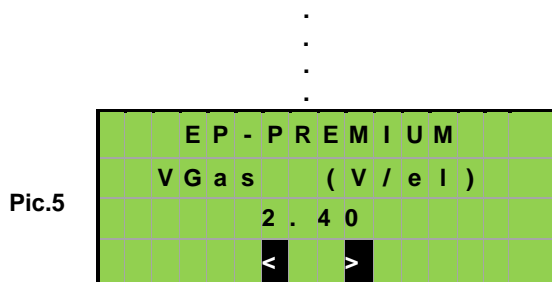 .
.
.
.
EP-PREMIUM
VGas (V/el)
Pic.5
2.40
< >